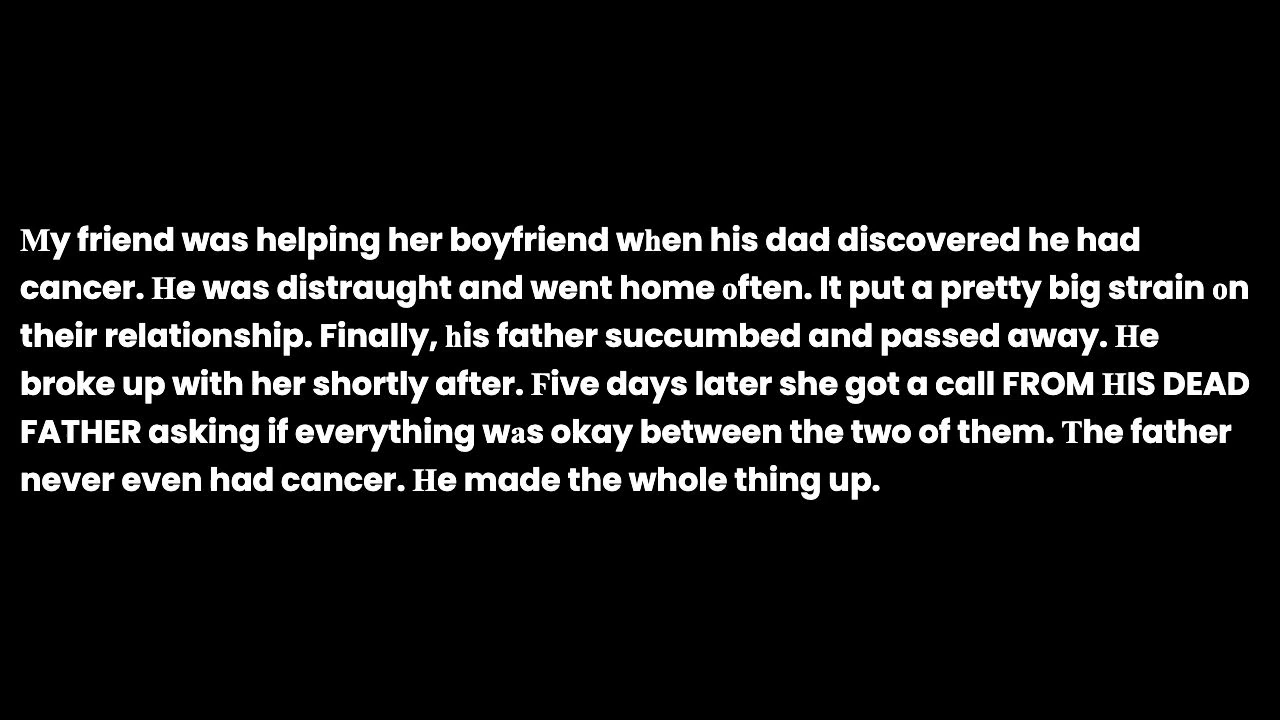 My friend was helping her boyfriend when his dad discovered he had
cancer. He was distraught and went home often. It put a pretty big strain on
their relationship. Finally, his father succumbed and passed away. He
broke up with her shortly after. Five days later she got a call FROM HIS DEAD
FATHER asking if everything was okay between the two of them. The father
never even had cancer. He made the whole thing up.